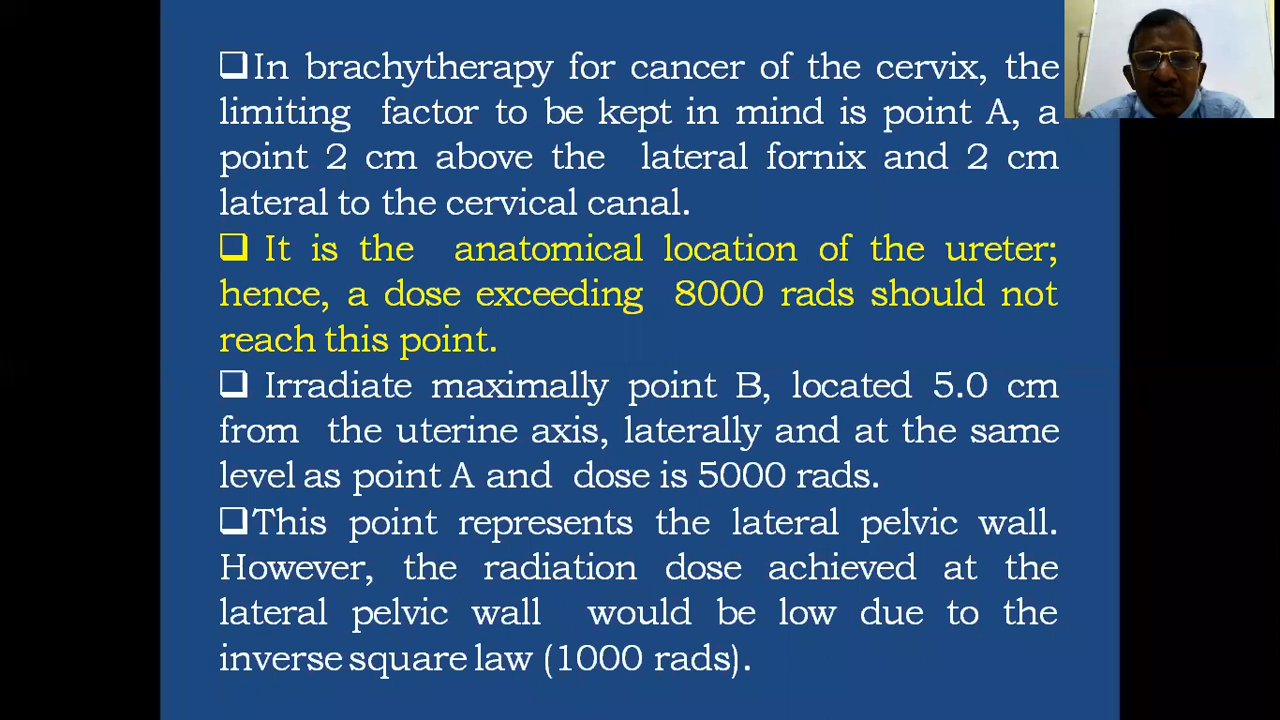 ❑In brachytherapy for cancer of the cervix, the
limiting factor to be kept in mind is point A, a
point 2 cm above the lateral fornix and 2 cm
lateral to the cervical canal.
❑ It is the anatomical location of the ureter;
hence, a dose exceeding 8000 rads should not
reach this point.
❑ Irradiate maximally point B, located 5.0 cm
from the uterine axis, laterally and at the same
level as point A and dose is 5000 rads.
❑This point represents the lateral pelvic wall.
However, the radiation dose achieved at the
lateral pelvic wall would be low due to the
inverse square law (1000 rads).